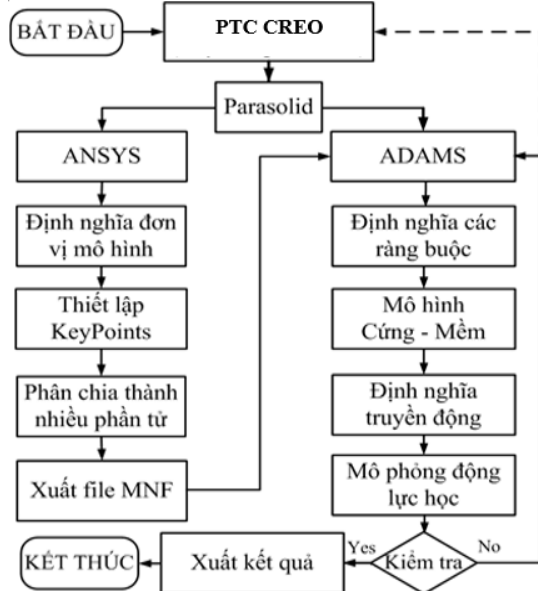 BẮT ĐẦU
PTC CREO
Parasolid
ANSYS
ADAMS
Định nghĩa đơn
vị mô hình
Định nghĩa các
ràng buộc
Thiết lập
KeyPoints
Mô hình
Cứng - Mềm
Phân chia thành
nhiều phần tử
Định nghĩa
truyền động
Xuất file MNF
Mô phỏng động
lực học
KẾT THÚC
Xuất kết quả
Yes
Kiểm tra
No